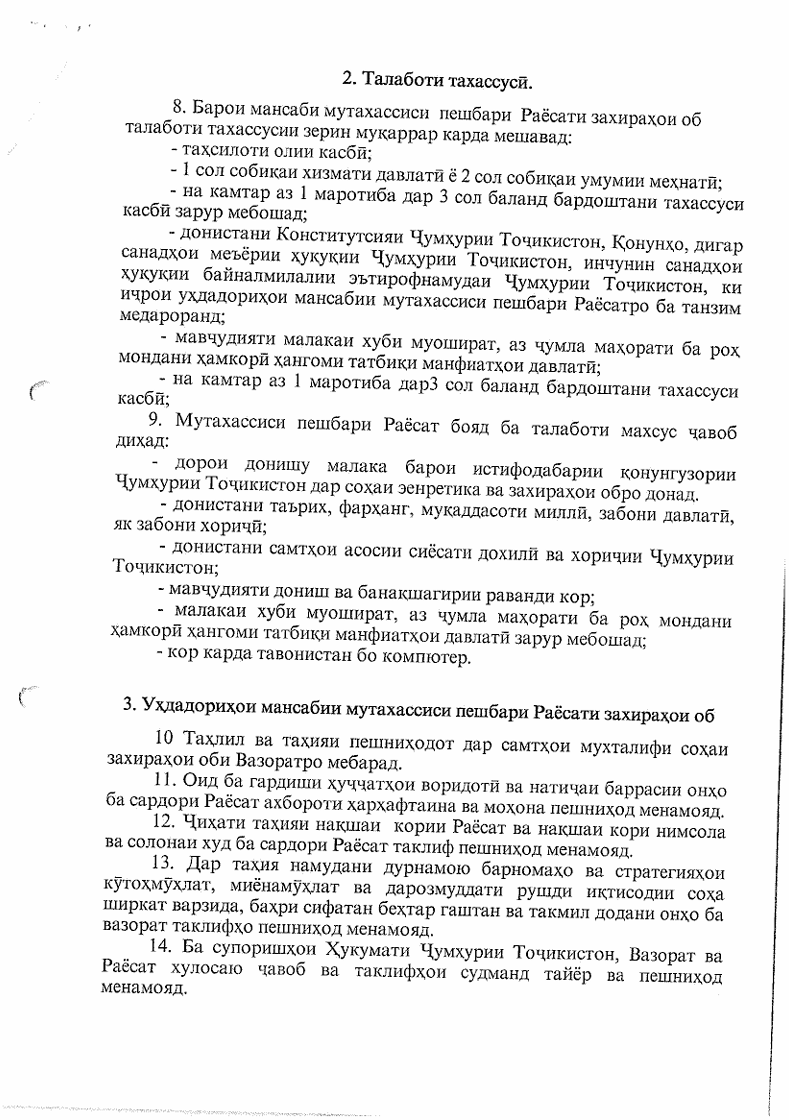 2. Талаботи тахассусӣ.
8. Барои мансаби мутахассиси пешбари Раёсати захираҳои об
талаботи тахассусии зерин муқаррар карда мешавад:
- таҳсилоти олии касбӣ;
- 1 сол собиқаи хизмати давлатӣ ё 2 сол собиқаи умумии меҳнатӣ;
- на камтар аз 1 маротиба дар 3 сол баланд бардоштани тахассуси
касбӣ зарур мебошад;
- донистани Конститутсияи Ҷумҳурии Тоҷикистон, Қонунҳо, дигар
санадҳои меъёрии ҳуқуқии Ҷумҳурии Тоҷикистон, инчунин санадҳои
ҳуқуқии байналмилалии эътирофнамудаи Ҷумҳурии Тоҷикистон, ки
иҷрои уҳдадориҳои мансабии мутахассиси пешбари Раёсатро ба танзим
медароранд;
- мавҷудияти малакаи хуби муошират, аз ҷумла маҳорати ба роҳ
мондани ҳамкорӣ ҳангоми татбиқи манфиатҳои давлатӣ;
- на камтар аз 1 маротиба дар3 сол баланд бардоштани тахассуси
касбӣ;
9. Мутахассиси пешбари Раёсат бояд ба талаботи махсус ҷавоб
диҳад:
- дорои донишу малака барои истифодабарии қонунгузории
Ҷумҳурии Тоҷикистон дар соҳаи эенретика ва захираҳои обро донад.
- донистани таърих, фарҳанг, муқаддасоти миллӣ, забони давлатӣ,
як забони хориҷӣ;
- донистани самтҳои асосии сиёсати дохилӣ ва хориҷии Ҷумҳурии
Тоҷикистон;
- мавҷудияти дониш ва банақшагирии раванди кор;
- малакаи хуби муошират, аз ҷумла маҳорати ба роҳ мондани
ҳамкорӣ ҳангоми татбиқи манфиатҳои давлатӣ зарур мебошад;
- кор карда тавонистан бо компютер.
3. Уҳдадориҳои мансабии мутахассиси пешбари Раёсати захираҳои об
10 Таҳлил ва таҳияи пешниҳодот дар самтҳои мухталифи соҳаи
захираҳои оби Вазоратро мебарад.
11. Оид ба гардиши ҳуҷҷатҳои воридотӣ ва натиҷаи баррасии онҳо
ба сардори Раёсат ахбороти ҳарҳафтаина ва моҳона пешниҳод менамояд.
12. Ҷиҳати таҳияи нақшаи кории Раёсат ва нақшаи кори нимсола
ва солонаи худ ба сардори Раёсат таклиф пешниҳод менамояд.
13. Дар таҳия намудани дурнамою барномаҳо ва стратегияҳои
кӯтоҳмӯҳлат, миёнамӯҳлат ва дарозмуддати рушди иқтисодии соҳа
ширкат варзида, баҳри сифатан беҳтар гаштан ва такмил додани онҳо ба
вазорат таклифҳо пешниҳод менамояд.
14. Ба супоришҳои Ҳукумати Ҷумҳурии Тоҷикистон, Вазорат ва
Раёсат хулосаю ҷавоб ва таклифҳои судманд тайёр ва пешниҳод
менамояд.